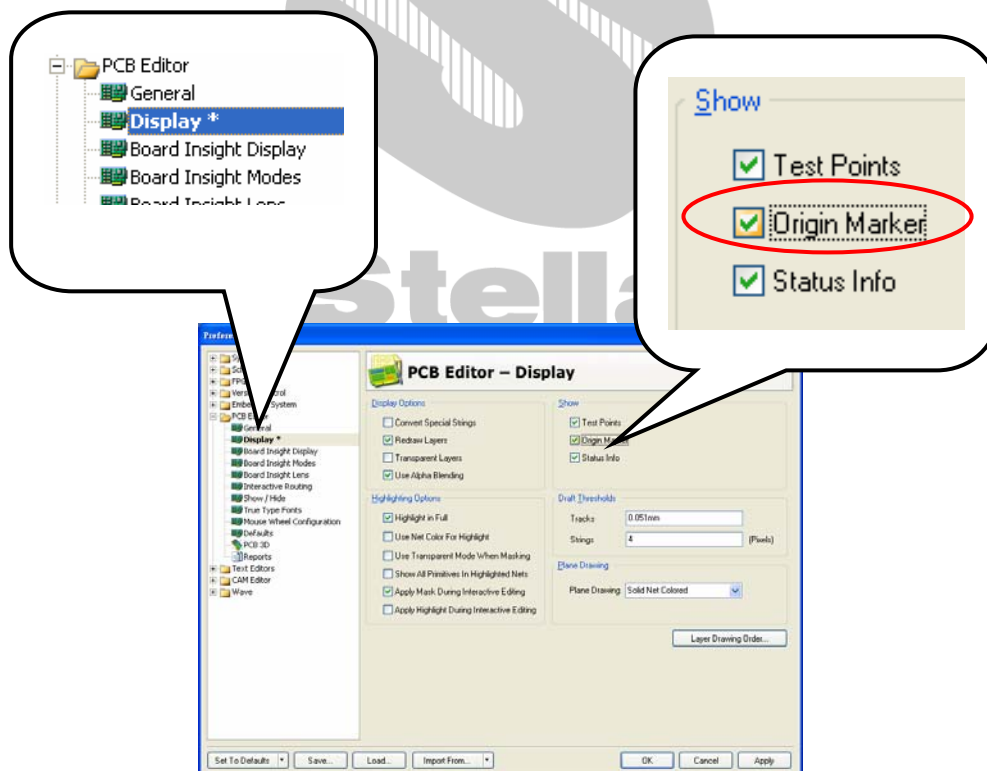 PCB Editor
General
Display *
Board Insight Display
Board Insight Modes
Show
Test Points
Origin Marker
Status Info
PCB Editor – Display
Version
System
General
Display *
Board Insight Display
Board Insight Modes
Board Insight Lens
Interactive Routing
Show / Hide
True Type Fonts
Mouse Wheel Configuration
Defaults
PCB 3D
Reports
Text Editors
CAM Editor
Wave
Display Options
Convert Special Strings
Redraw Layers
Transparent Layers
Use Alpha Blending
Show
Test Points
Origin
Status Info
Highlighting Options
Highlight in Full
Use Net Color For Highlight
Use Transparent Mode When Masking
Show All Primitives In Highlighted Nets
Apply Mask During Interactive Editing
Apply Highlight During Interactive Editing
Draft Thresholds
Tracks 0.051mm
Strings 4 (Pixels)
Plane Drawing
Plane Drawing Solid Net Colored
Layer Drawing Order...
Set To Defaults Save... Load... Import From... OK Cancel Apply